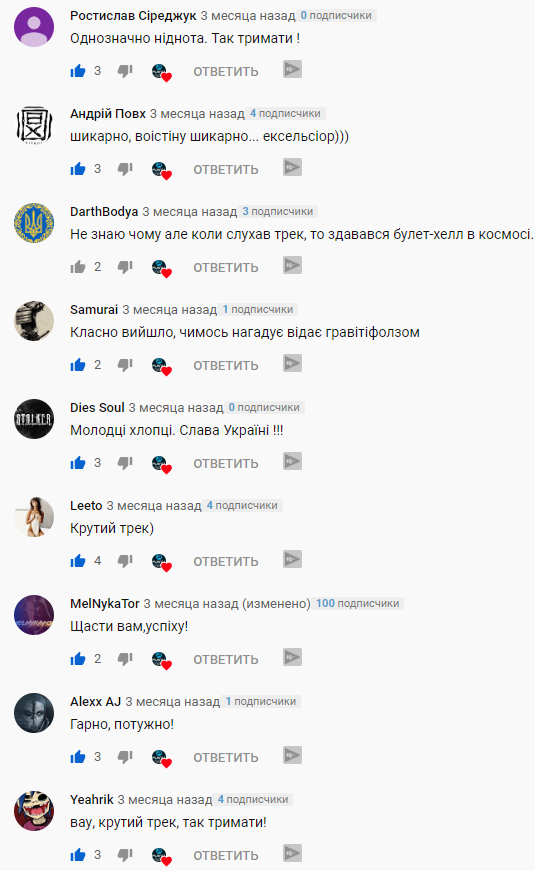 Ростислав Сіреджук 3 месяца назад 0 подписчики
Однозначно ніднота. Так тримати !
3 ОТВЕТИТЬ
Андрій Повх 3 месяца назад 4 подписчики
шикарно, воістіну шикарно... ексельсіор)))
3 ОТВЕТИТЬ
DarthBodya 3 месяца назад 3 подписчики
Не знаю чому але коли слухав трек, то здавався булет-хелл в космосі.
2 ОТВЕТИТЬ
Samurai 3 месяца назад 1 подписчики
Класно вийшло, чимось нагадує відає гравітіфолзом
2 ОТВЕТИТЬ
S.T.A.L.K.E.R.
Dies Soul 3 месяца назад 0 подписчики
Молодці хлопці. Слава Україні !!!
3 ОТВЕТИТЬ
Leeto 3 месяца назад 4 подписчики
Крутий трек)
4 ОТВЕТИТЬ
MelNykaTor 3 месяца назад (изменено) 100 подписчики
Щасти вам,успіху!
2 ОТВЕТИТЬ
Alexx AJ 3 месяца назад 1 подписчики
Гарно, потужно!
3 ОТВЕТИТЬ
Yeahrik 3 месяца назад 4 подписчики
вау, крутий трек, так тримати!
3 ОТВЕТИТЬ